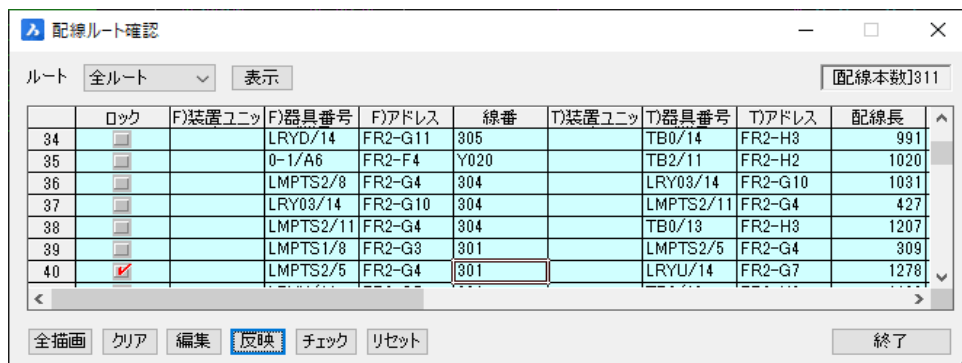 配線ルート確認
ルート 全ルート 表示 [配線本数]311
ロック F)装置ユニッ F)器具番号 F)アドレス 線番 T)装置ユニッ T)器具番号 T)アドレス 配線長
34 LRYD/14 FR2-G11 305 TB0/14 FR2-H3 991
35 0-1/A6 FR2-F4 Y020 TB2/11 FR2-H2 1020
36 LMPTS2/8 FR2-G4 304 LRY03/14 FR2-G10 1031
37 LRY03/14 FR2-G10 304 LMPTS2/11 FR2-G4 427
38 LMPTS2/11 FR2-G4 304 TB0/13 FR2-H3 1207
39 LMPTS1/8 FR2-G3 301 LMPTS2/5 FR2-G4 309
40 LMPTS2/5 FR2-G4 301 LRYU/14 FR2-G7 1278
全描画 クリア 編集 反映 チェック リセット 終了